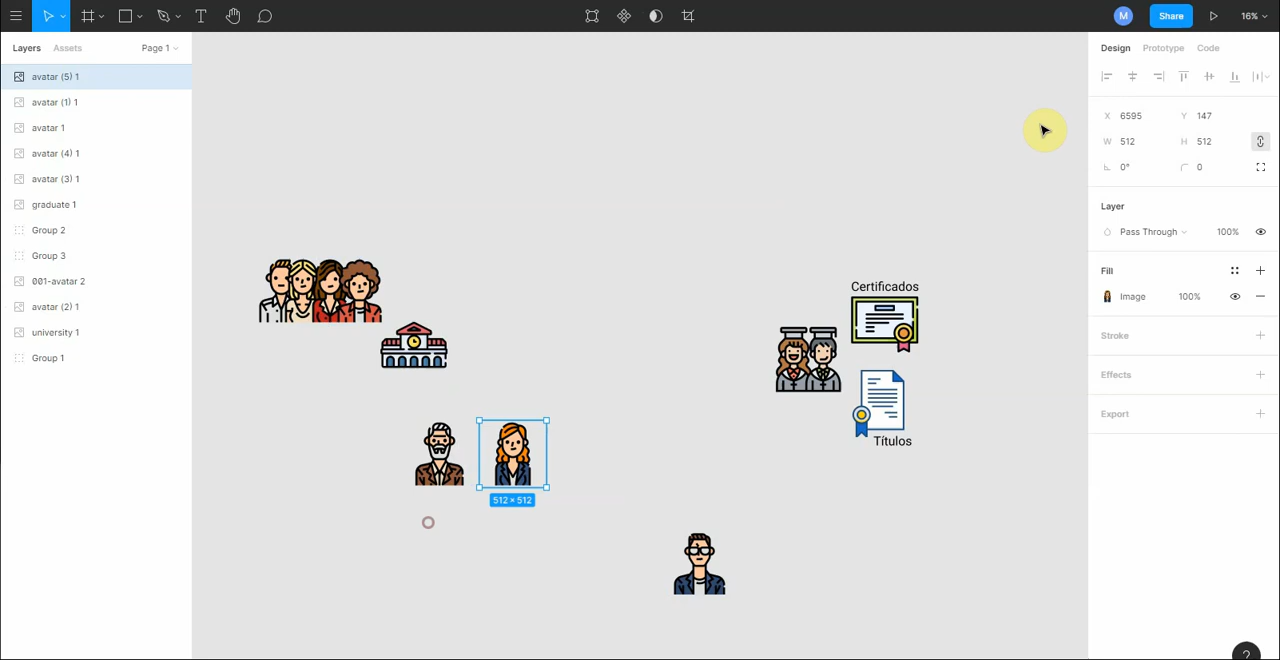 M
Share
16%
Layers
Assets
Page 1
avatar (5) 1
avatar (1) 1
avatar 1
avatar (4) 1
avatar (3) 1
graduate 1
Group 2
Group 3
001-avatar 2
avatar (2) 1
university 1
Group 1
Certificados
Títulos
512 × 512
Design
Prototype
Code
X 6595 Y 147
W 512 H 512
0° 0
Layer
Pass Through 100%
Fill
Image 100%
Stroke
Effects
Export
?